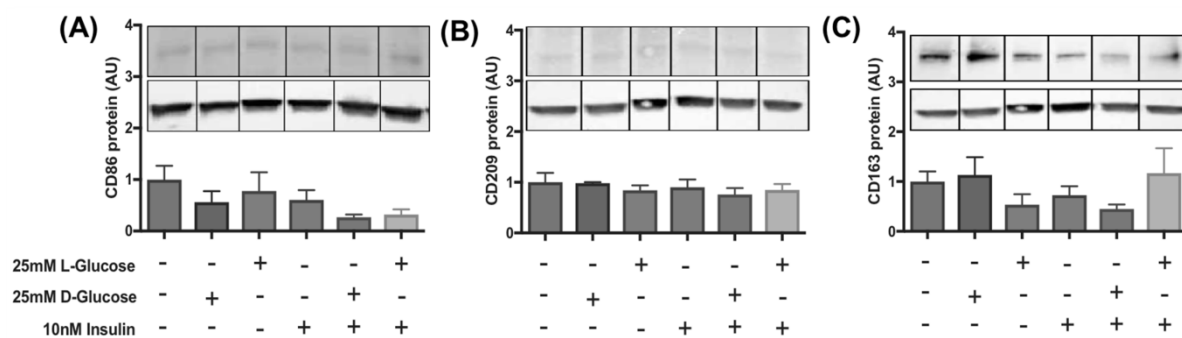 (A)
CD86 protein (AU)
4
3
2
1
0
(B)
CD209 protein (AU)
4
3
2
1
0
(C)
CD163 protein (AU)
4
3
2
1
0
25mM L-Glucose - - + - - + - - + - - + - - + - - +
25mM D-Glucose - + - - + - - + - - + - - + - - + -
10nM Insulin - - - + + + - - - + + + - - - + + +